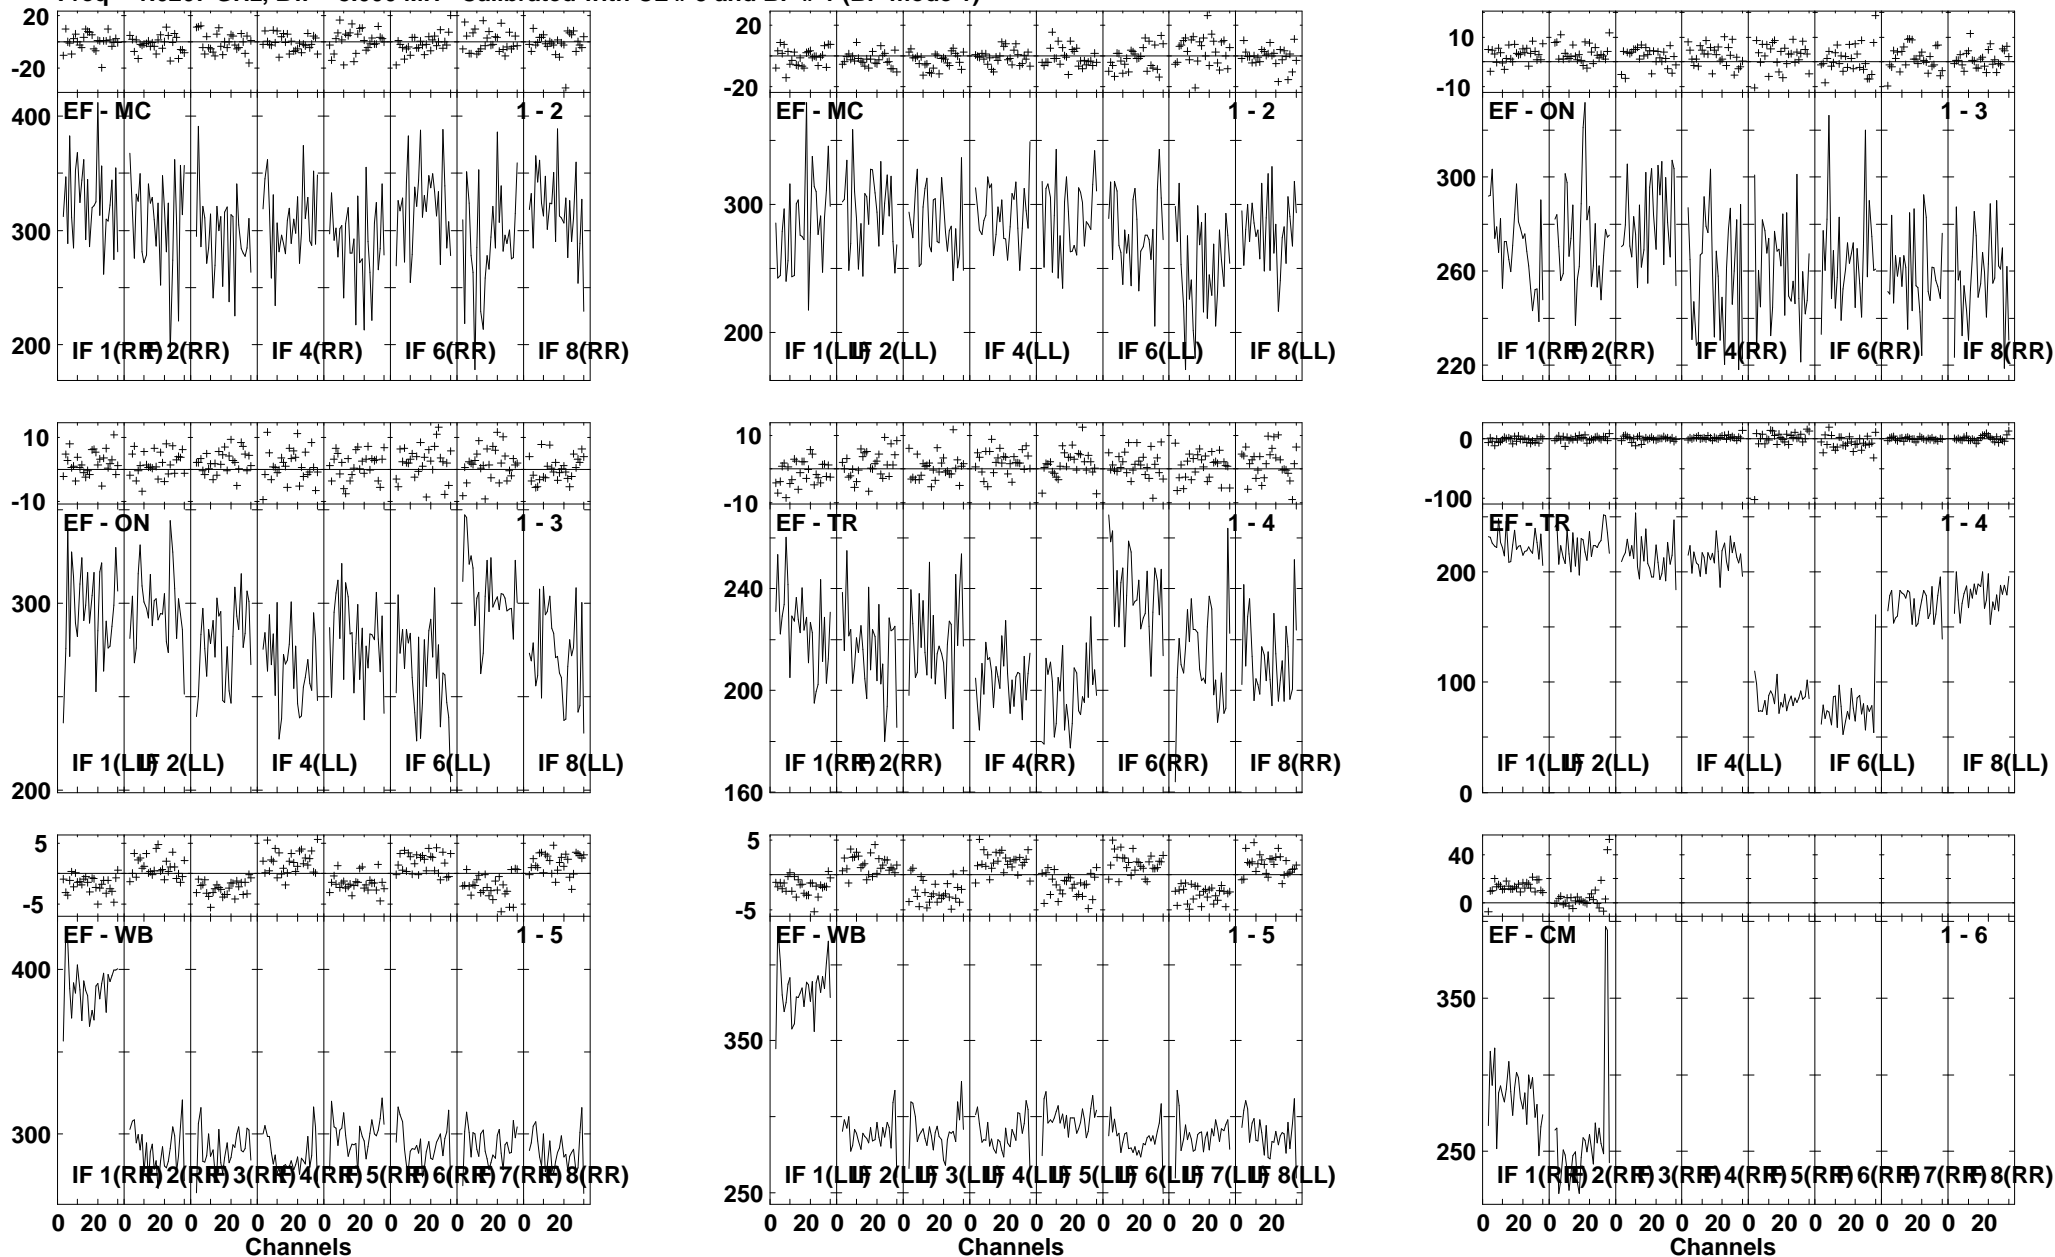 20
-20
400
300
200
EF - MC
1 - 2
IF 1(RR) IF 2(RR) IF 4(RR) IF 6(RR) IF 8(RR)
20
-20
300
200
EF - MC
1 - 2
IF 1(LL) IF 2(LL) IF 4(LL) IF 6(LL) IF 8(LL)
10
-10
300
260
220
EF - ON
1 - 3
IF 1(RR) IF 2(RR) IF 4(RR) IF 6(RR) IF 8(RR)
10
-10
300
200
EF - ON
1 - 3
IF 1(LL) IF 2(LL) IF 4(LL) IF 6(LL) IF 8(LL)
10
-10
240
200
160
EF - TR
1 - 4
IF 1(RR) IF 2(RR) IF 4(RR) IF 6(RR) IF 8(RR)
0
-100
200
100
0
EF - TR
1 - 4
IF 1(LL) IF 2(LL) IF 4(LL) IF 6(LL) IF 8(LL)
5
-5
400
300
EF - WB
1 - 5
IF 1(RR) IF 2(RR) IF 3(RR) IF 4(RR) IF 5(RR) IF 6(RR) IF 7(RR) IF 8(RR)
0 20 0 20 0 20 0 20 0 20 0 20 0 20 0 20
Channels
5
-5
350
250
EF - WB
1 - 5
IF 1(LL) IF 2(LL) IF 3(LL) IF 4(LL) IF 5(LL) IF 6(LL) IF 7(LL) IF 8(LL)
0 20 0 20 0 20 0 20 0 20 0 20 0 20 0 20
Channels
40
0
350
250
EF - CM
1 - 6
IF 1(RR) IF 2(RR) IF 3(RR) IF 4(RR) IF 5(RR) IF 6(RR) IF 7(RR) IF 8(RR)
0 20 0 20 0 20 0 20 0 20 0 20 0 20 0 20
Channels